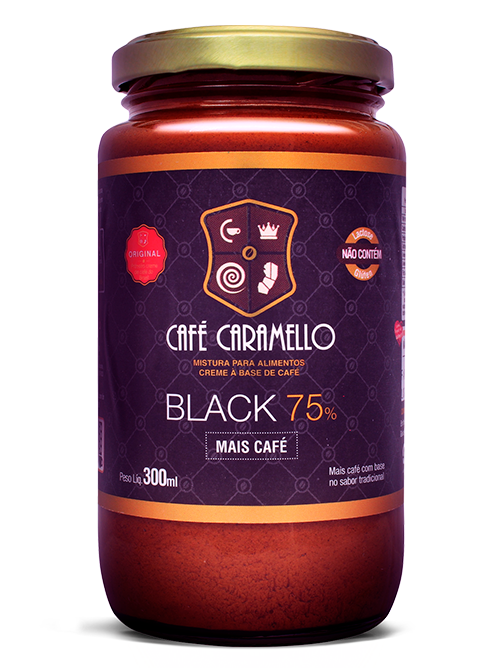 ORIGINAL
Lactose
NÃO CONTÉM
Glúten
CAFÉ CARAMELLO
MISTURA PARA ALIMENTOS
CREME À BASE DE CAFÉ
BLACK 75%
MAIS CAFÉ
Peso Líq. 300ml
Mais café com base
no sabor tradicional